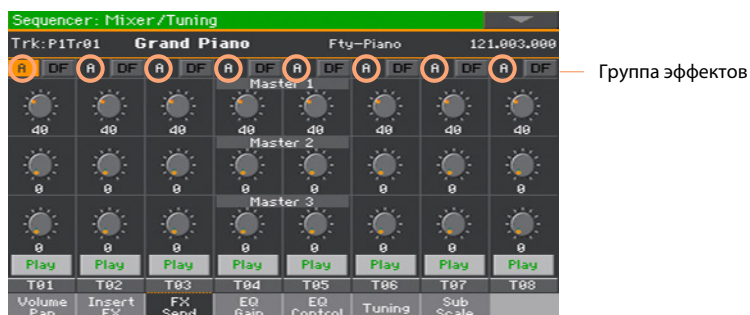 Sequencer: Mixer/Tuning
Trk:P1Tr01 Grand Piano Fty-Piano 121.003.000
A DF A DF A DF A DF A DF A DF A DF A DF
Группа эффектов
Master 1
40 40 40 40 40 40 40 40
Master 2
0 0 0 0 0 0 0 0
Master 3
0 0 0 0 0 0 0 0
Play Play Play Play Play Play Play Play
T01 T02 T03 T04 T05 T06 T07 T08
Volume Insert FX EQ EQ Tuning Sub
Pan FX Send Gain Control Scale